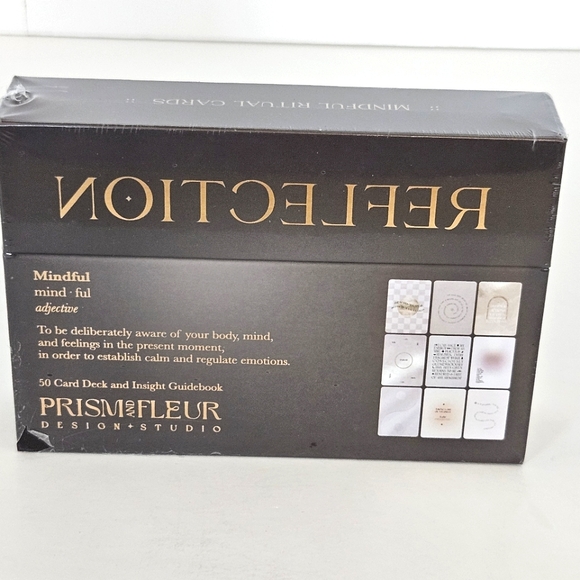 :: MINDFUL RITUAL CARDS ::
REFLECTION
Mindful
mind · ful
adjective
To be deliberately aware of your body, mind,
and feelings in the present moment,
in order to establish calm and regulate emotions.
50 Card Deck and Insight Guidebook
PRISM AND FLEUR
DESIGN + STUDIO